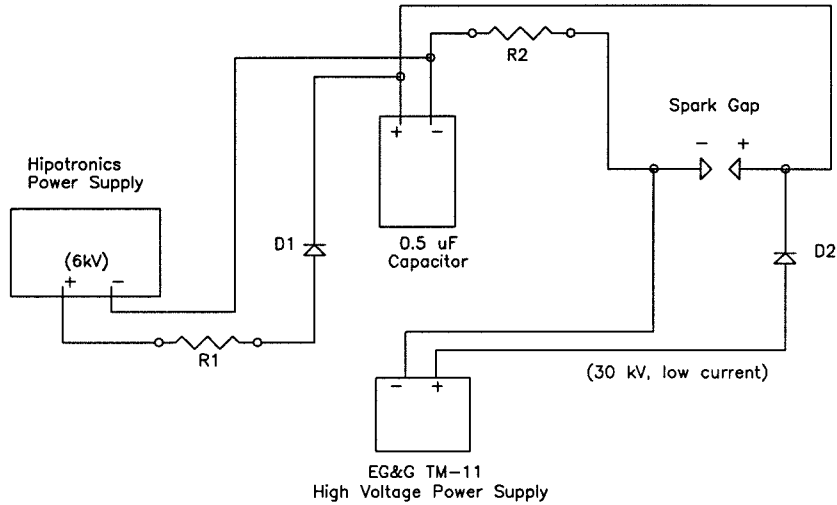 R2
Spark Gap
- +
+ -
Hipotronics
Power Supply
(6kV)
+ -
D1
0.5 uF
Capacitor
D2
R1
(30 kV, low current)
- +
EG&G TM-11
High Voltage Power Supply